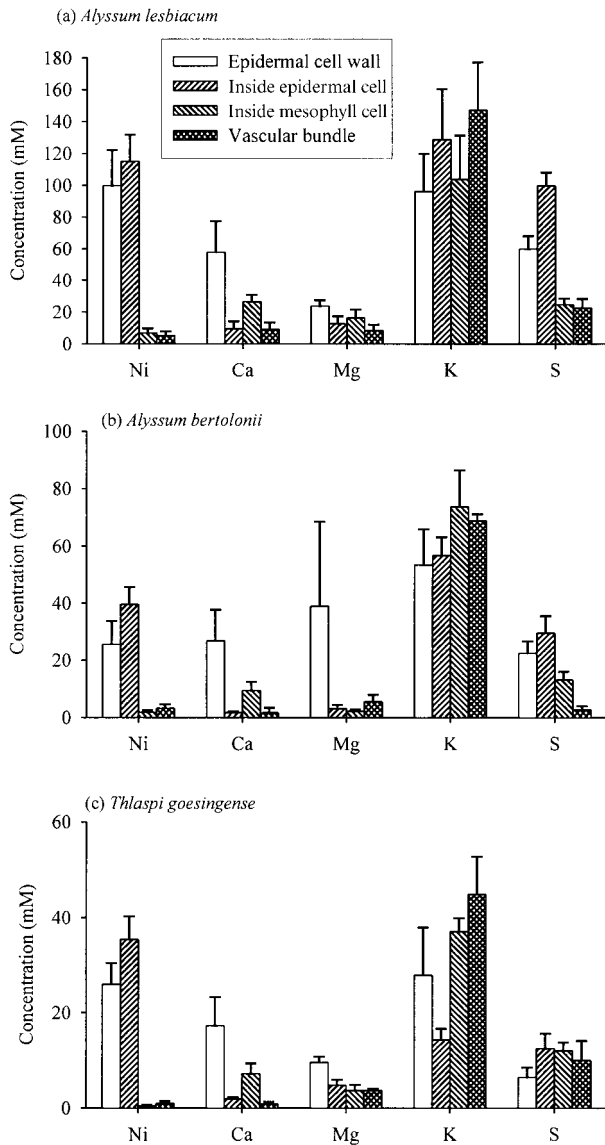 (a) Alyssum lesbiacum
Epidermal cell wall
Inside epidermal cell
Inside mesophyll cell
Vascular bundle
180
160
140
120
100
80
60
40
20
0
Concentration (mM)
Ni Ca Mg K S
(b) Alyssum bertolonii
100
80
60
40
20
0
Concentration (mM)
Ni Ca Mg K S
(c) Thlaspi goesingense
60
40
20
0
Concentration (mM)
Ni Ca Mg K S